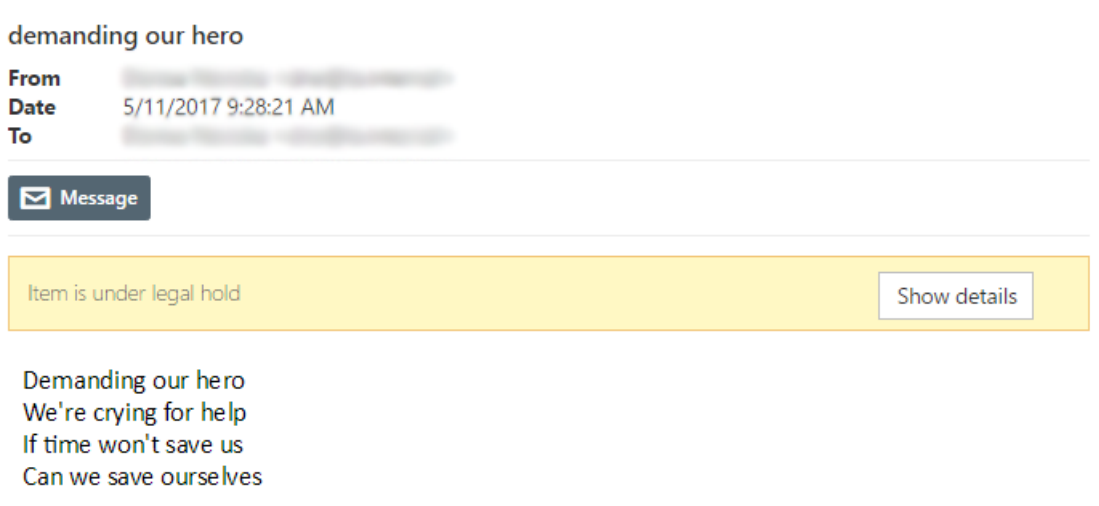 demanding our hero
From
Date 5/11/2017 9:28:21 AM
To
Message
Item is under legal hold Show details
Demanding our hero
We're crying for help
If time won't save us
Can we save ourselves